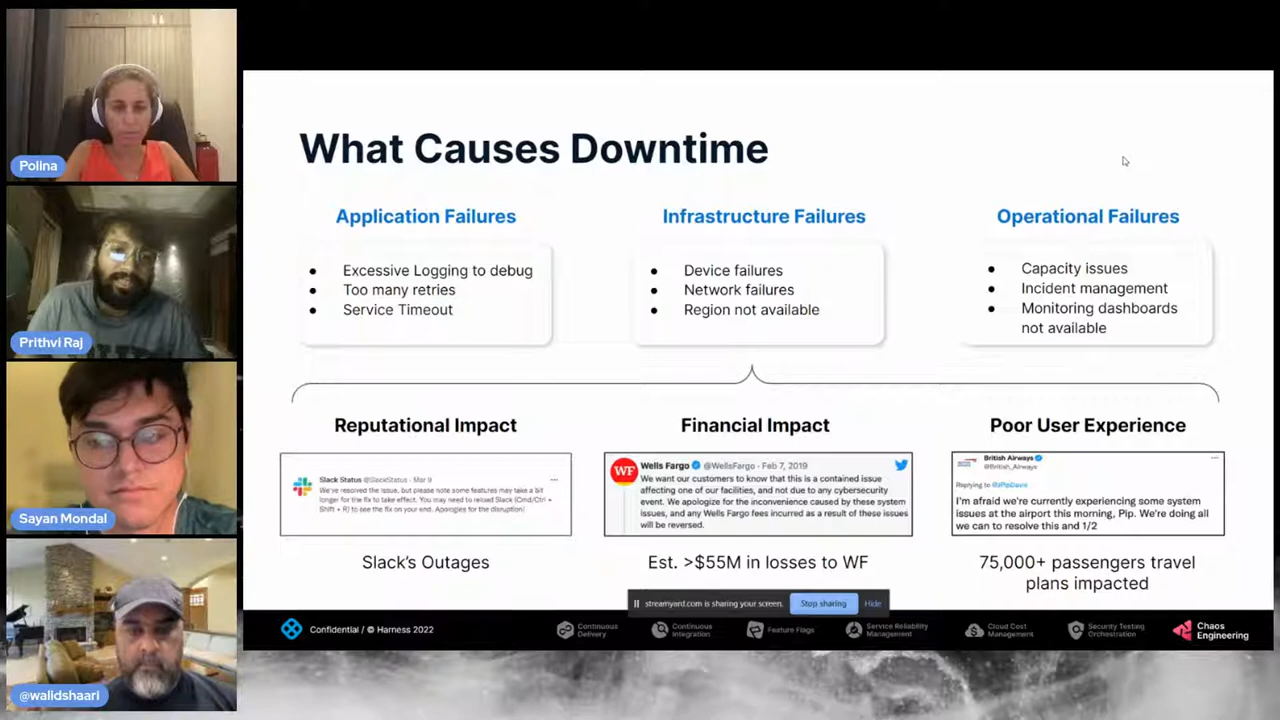 Polina
Prithvi Raj
Sayan Mondal
@walidshaari
What Causes Downtime
Application Failures
Excessive Logging to debug
Too many retries
Service Timeout
Infrastructure Failures
Device failures
Network failures
Region not available
Operational Failures
Capacity issues
Incident management
Monitoring dashboards
not available
Reputational Impact
Slack Status @SlackStatus · Mar 9
We've resolved the issue, but please note some features may take a bit
longer for the fix to take effect. You may need to reload Slack (Cmd/Ctrl +
Shift + R) to see the fix on your end. Apologies for the disruption!
Slack's Outages
Financial Impact
WF
Wells Fargo @WellsFargo · Feb 7, 2019
We want our customers to know that this is a contained issue
affecting one of our facilities, and not due to any cybersecurity
event. We apologize for the inconvenience caused by these system
issues, and any Wells Fargo fees incurred as a result of these issues
will be reversed.
Est. >$55M in losses to WF
Poor User Experience
British Airways
@British_Airways
Replying to @JPipDavis
I'm afraid we're currently experiencing some system
issues at the airport this morning, Pip. We're doing all
we can to resolve this and 1/2
75,000+ passengers travel
plans impacted
streamyard.com is sharing your screen.
Stop sharing
Hide
Confidential / © Harness 2022
Continuous
Delivery
Continuous
Integration
Feature Flags
Service Reliability
Management
Cloud Cost
Management
Security Testing
Orchestration
Chaos
Engineering